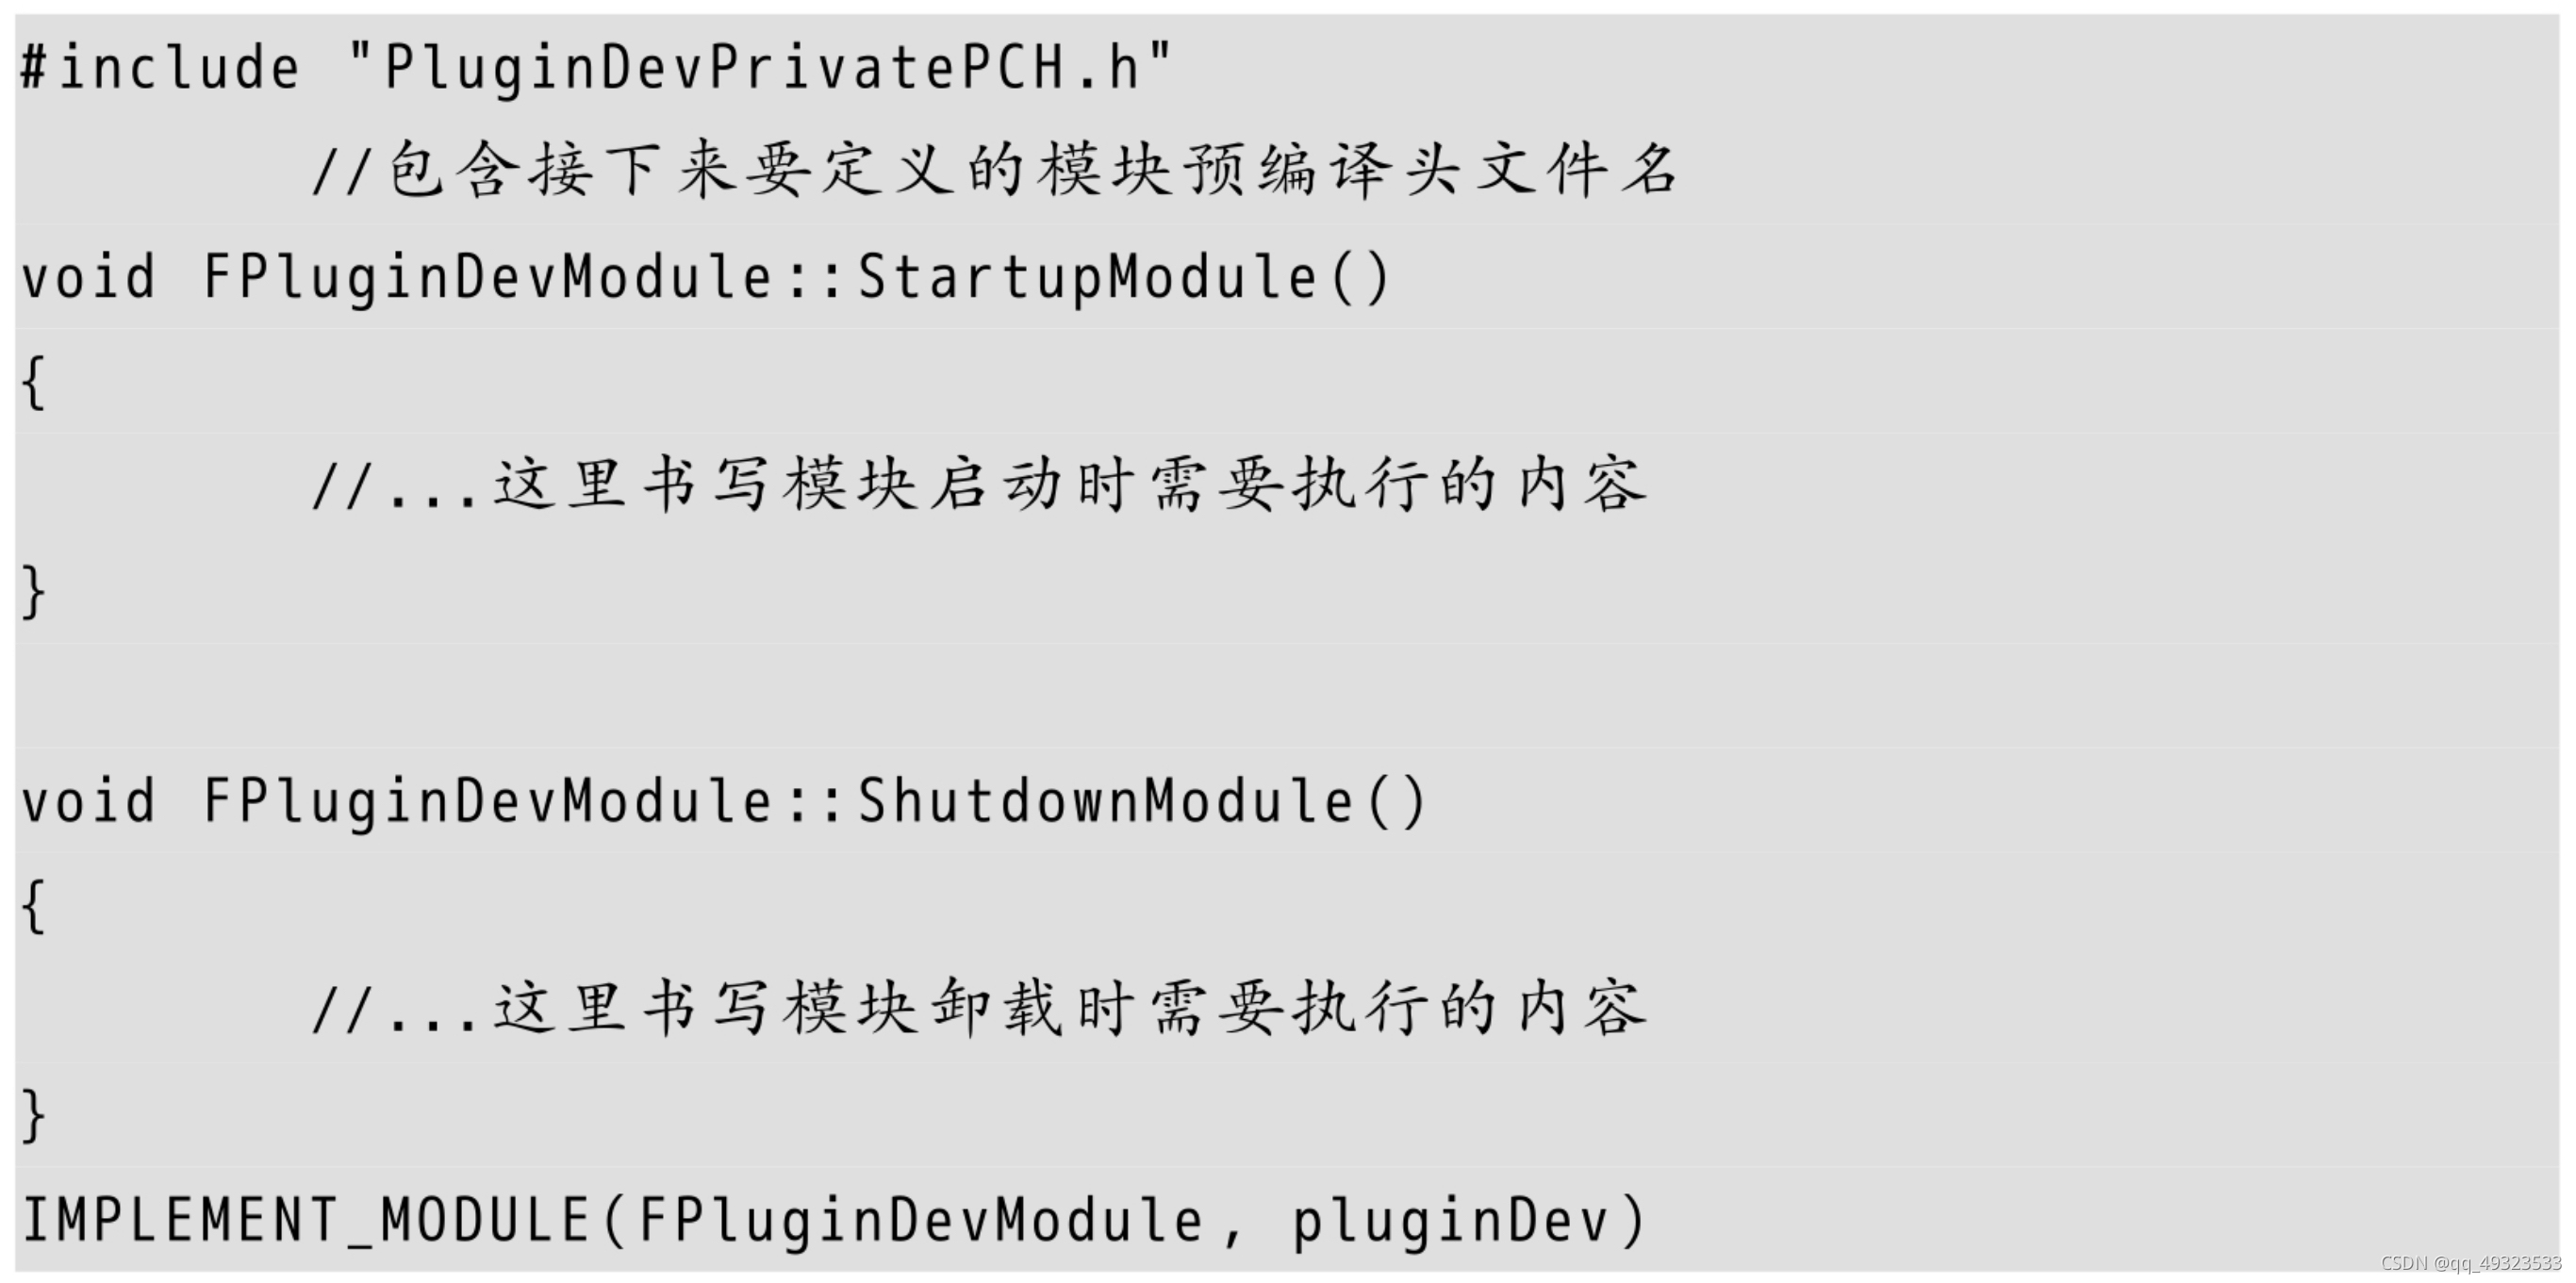 #include "PluginDevPrivatePCH.h"
//包含接下来要定义的模块预编译头文件名
void FPluginDevModule::StartupModule()
{
//...这里书写模块启动时需要执行的内容
}
void FPluginDevModule::ShutdownModule()
{
//...这里书写模块卸载时需要执行的内容
}
IMPLEMENT_MODULE(FPluginDevModule, pluginDev)
CSDN @qq_49323533